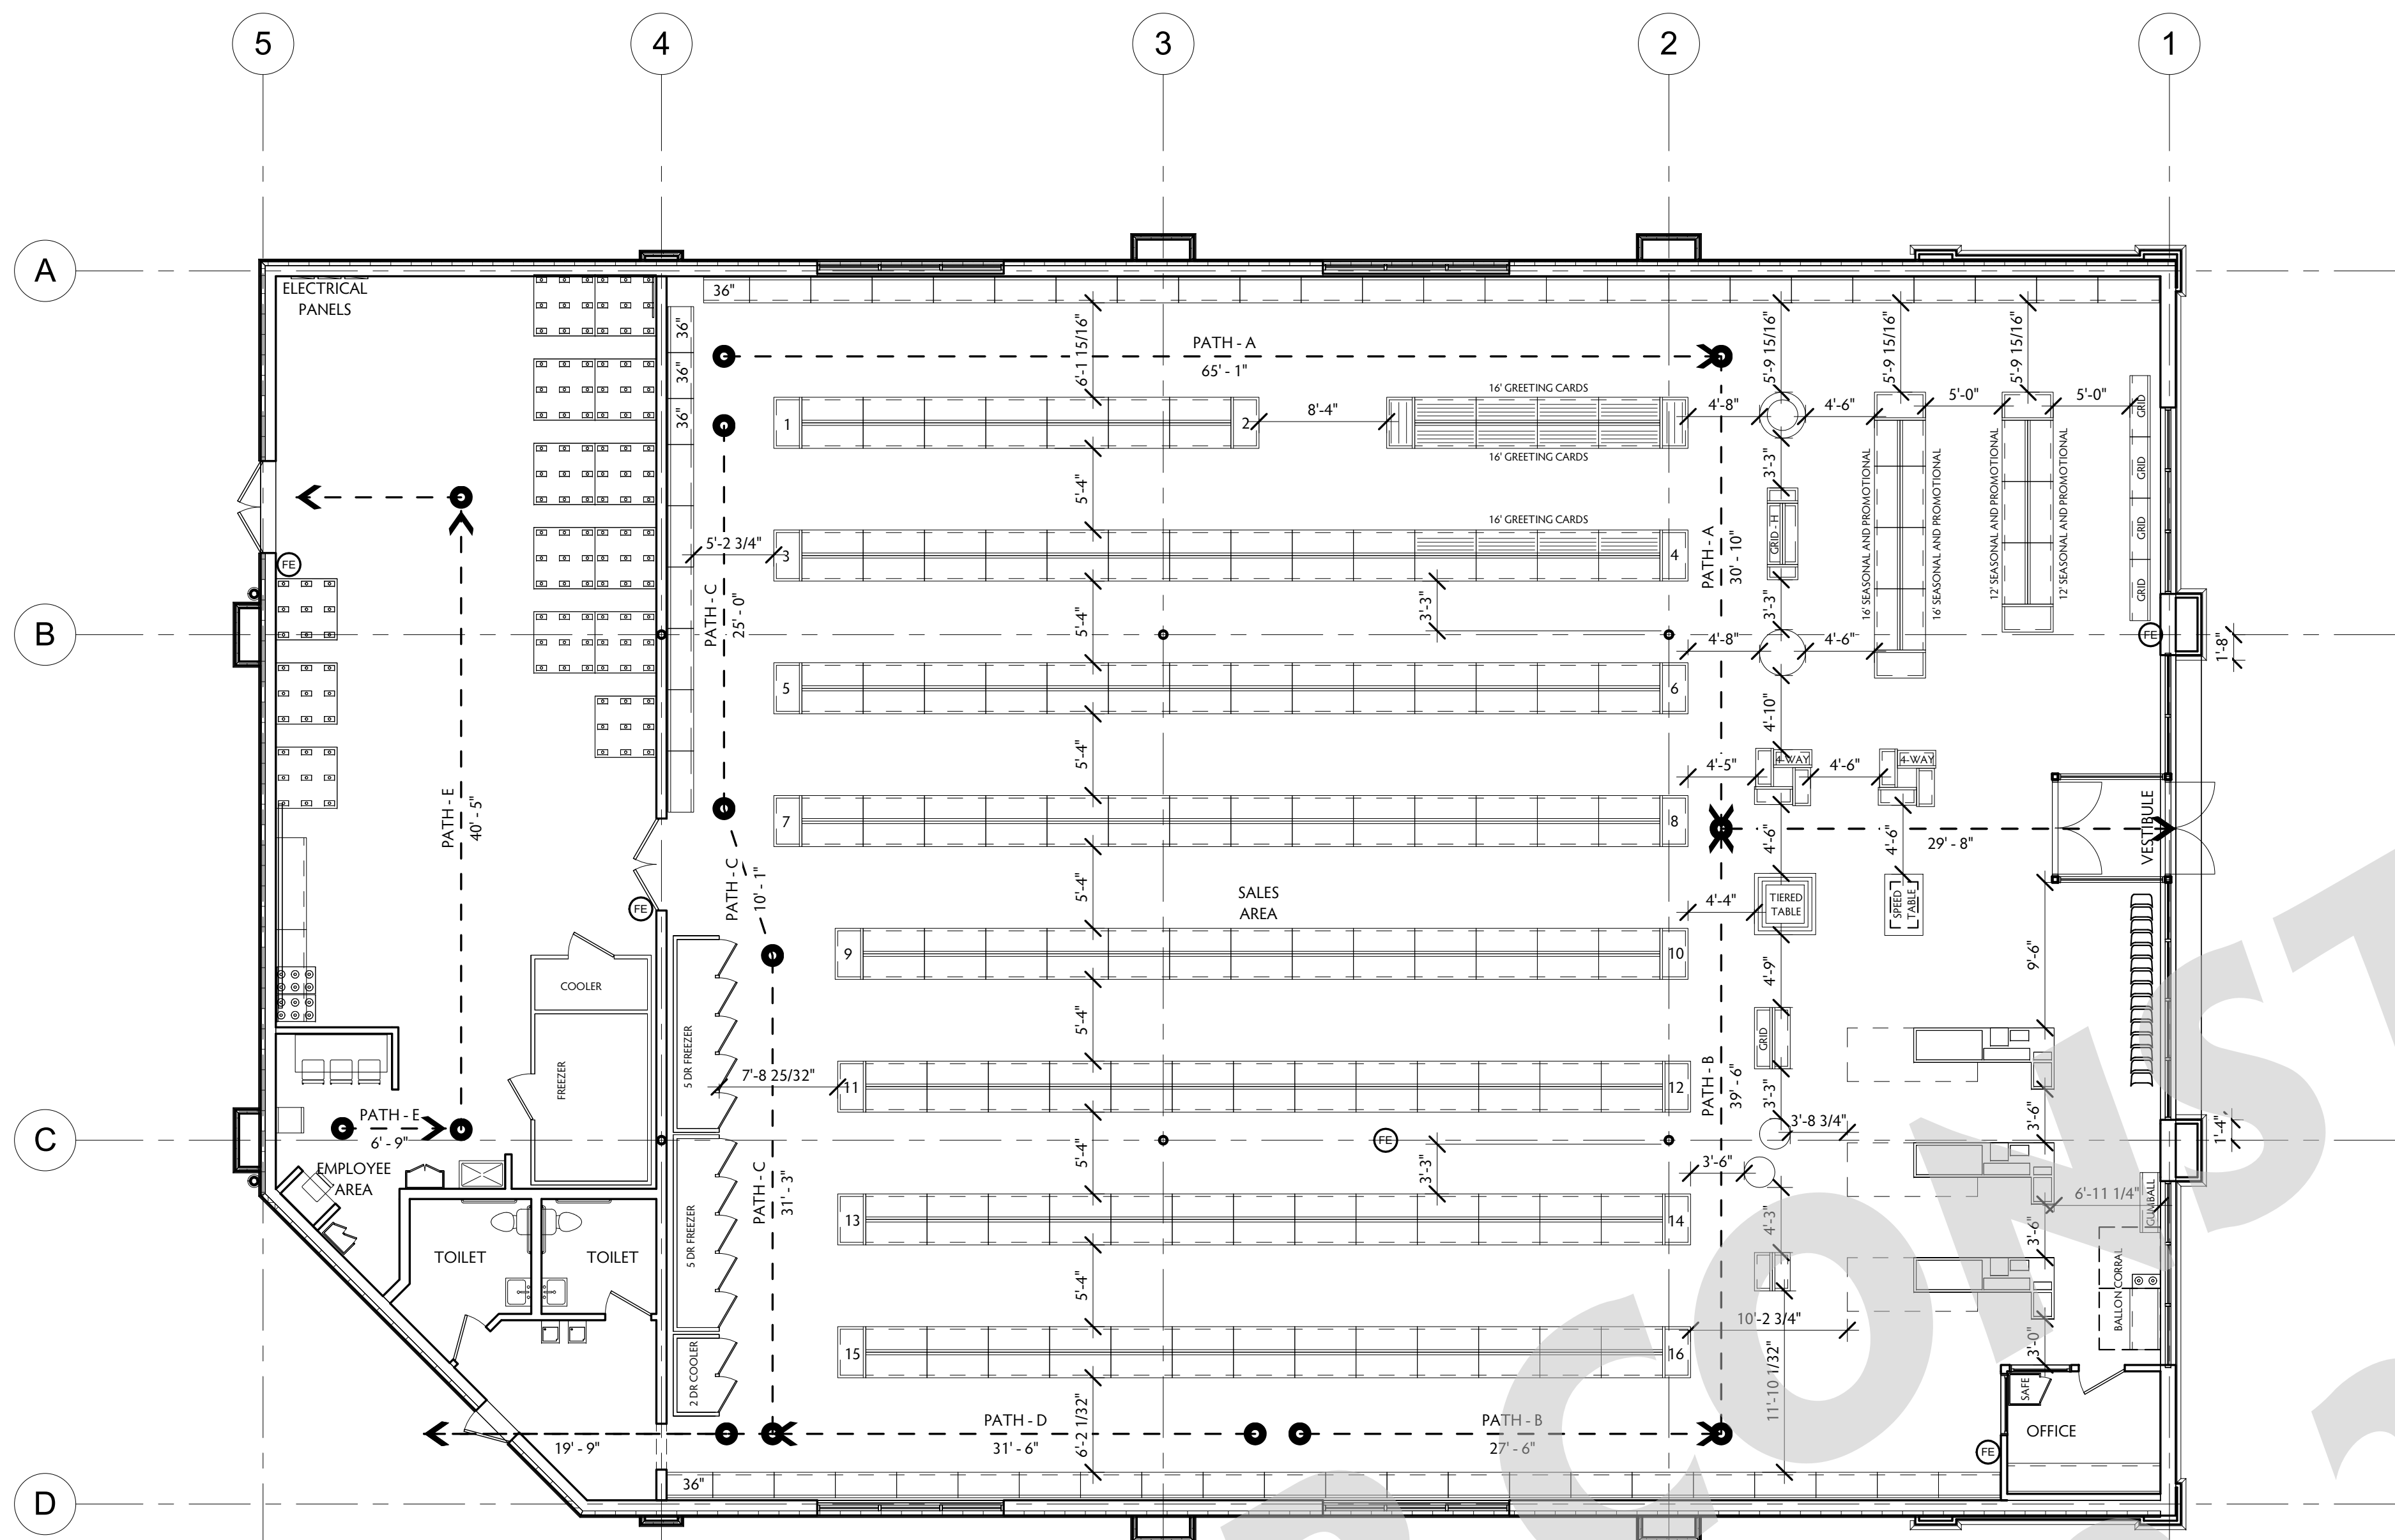 5
4
3
2
1
A
ELECTRICAL
PANELS
36"
36"
36"
36"
6'-1 15/16"
PATH - A
65' - 1"
5'-9 15/16"
5'-9 15/16"
5'-9 15/16"
1
2
8'-4"
16' GREETING CARDS
16' GREETING CARDS
4'-8"
4'-6"
5'-0"
5'-0"
GRID
GRID
GRID
GRID
5'-4"
3'-3"
GRID - H
3'-3"
16' SEASONAL AND PROMOTIONAL
16' SEASONAL AND PROMOTIONAL
12' SEASONAL AND PROMOTIONAL
12' SEASONAL AND PROMOTIONAL
16' GREETING CARDS
5'-2 3/4"
3
4
PATH - A
30' - 10"
FE
PATH - C
25' - 0"
5'-4"
3'-3"
B
4'-8"
4'-6"
FE
1'-8"
5
6
4'-10"
5'-4"
4-WAY
4-WAY
4'-5"
4'-6"
PATH - E
40' - 5"
7
8
4'-6"
4'-6"
29' - 8"
VESTIBULE
PATH - C
10' - 1"
5'-4"
SALES
AREA
FE
4'-4"
TIERED
TABLE
SPEED
TABLE
9
10
COOLER
4'-9"
9'-6"
5'-4"
FREEZER
5 DR FREEZER
7'-8 25/32"
11
12
GRID
PATH - B
39' - 6"
3'-3"
PATH - E
6' - 9"
3'-8 3/4"
3'-6"
1'-4"
C
FE
5'-4"
3'-3"
3'-6"
EMPLOYEE
AREA
PATH - C
31' - 3"
5 DR FREEZER
13
14
4'-3"
6'-11 1/4"
GUMBALL
3'-6"
TOILET
TOILET
5'-4"
BALLON CORRAL
10'-2 3/4"
15
16
3'-0"
2 DR COOLER
SAFE
11'-10 1/32"
6'-2 1/32"
PATH - D
31' - 6"
PATH - B
27' - 6"
19' - 9"
OFFICE
FE
36"
D
CONST